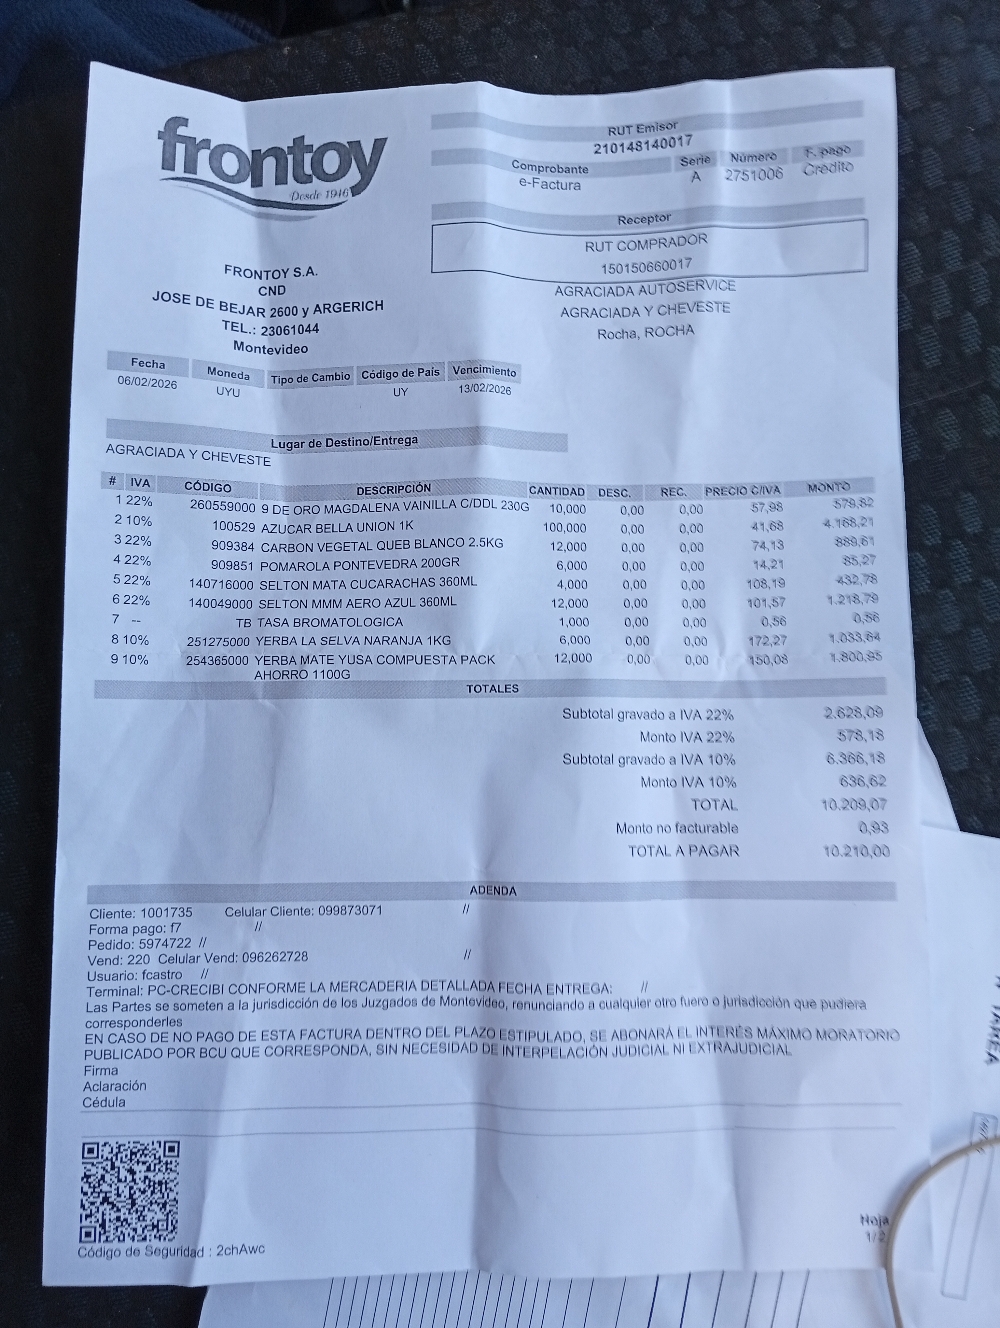 frontoy
Desde 1946
RUT Emisor
210148140017
Comprobante Serie Número F. pago
e-Factura A 2751006 Crédito
Receptor
RUT COMPRADOR
150150660017
AGRACIADA AUTOSERVICE
AGRACIADA Y CHEVESTE
Rocha, ROCHA
FRONTOY S.A.
CND
JOSE DE BEJAR 2600 y ARGERICH
TEL.: 23061044
Montevideo
Fecha Moneda Tipo de Cambio Código de País Vencimiento
06/02/2026 UYU UY 13/02/2026
Lugar de Destino/Entrega
AGRACIADA Y CHEVESTE
# IVA CÓDIGO DESCRIPCIÓN CANTIDAD DESC. REC. PRECIO C/IVA MONTO
1 22% 260559000 9 DE ORO MAGDALENA VAINILLA C/DDL 230G 10,000 0,00 0,00 57,98 579,82
2 10% 100529 AZUCAR BELLA UNION 1K 100,000 0,00 0,00 41,68 4.168,21
3 22% 909384 CARBON VEGETAL QUEB BLANCO 2.5KG 12,000 0,00 0,00 74,13 889,61
4 22% 909851 POMAROLA PONTEVEDRA 200GR 6,000 0,00 0,00 14,21 85,27
5 22% 140716000 SELTON MATA CUCARACHAS 360ML 4,000 0,00 0,00 108,19 432,78
6 22% 140049000 SELTON MMM AERO AZUL 360ML 12,000 0,00 0,00 101,57 1.218,79
7 -- TB TASA BROMATOLOGICA 1,000 0,00 0,00 0,56 0,56
8 10% 251275000 YERBA LA SELVA NARANJA 1KG 6,000 0,00 0,00 172,27 1.033,64
9 10% 254365000 YERBA MATE YUSA COMPUESTA PACK 12,000 0,00 0,00 150,08 1.800,95
AHORRO 1100G
TOTALES
Subtotal gravado a IVA 22% 2.628,09
Monto IVA 22% 578,18
Subtotal gravado a IVA 10% 6.366,18
Monto IVA 10% 636,62
TOTAL 10.209,07
Monto no facturable 0,93
TOTAL A PAGAR 10.210,00
ADENDA
Cliente: 1001735 Celular Cliente: 099873071 //
Forma pago: f7 //
Pedido: 5974722 //
Vend: 220 Celular Vend: 096262728 //
Usuario: fcastro //
Terminal: PC-CRECIBI CONFORME LA MERCADERIA DETALLADA FECHA ENTREGA: //
Las Partes se someten a la jurisdicción de los Juzgados de Montevideo, renunciando a cualquier otro fuero o jurisdicción que pudiera
corresponderles
EN CASO DE NO PAGO DE ESTA FACTURA DENTRO DEL PLAZO ESTIPULADO, SE ABONARÁ EL INTERÉS MÁXIMO MORATORIO
PUBLICADO POR BCU QUE CORRESPONDA, SIN NECESIDAD DE INTERPELACIÓN JUDICIAL NI EXTRAJUDICIAL
Firma
Aclaración
Cédula
Código de Seguridad : 2chAwc
Hoja
1/2